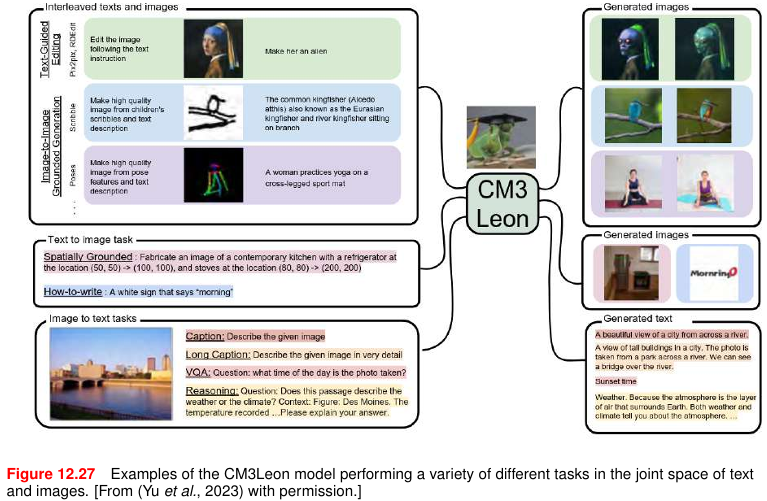 Interleaved texts and images
Text-Guided
Editing
Pix2pix, RDEdit
Edit the image
following the text
instruction
Make her an alien
Image-to-Image
Grounded Generation
Scribble
Make high quality
image from children's
scribbles and text
description
The common kingfisher (Alcedo
atthis) also known as the Eurasian
kingfisher and river kingfisher sitting
on branch
Poses
Make high quality
image from pose
features and text
description
A woman practices yoga on a
cross-legged sport mat
. . .
Text to image task
Spatially Grounded : Fabricate an image of a contemporary kitchen with a refrigerator at
the location (50, 50) -> (100, 100), and stoves at the location (80, 80) -> (200, 200)
How-to-write : A white sign that says "morning"
Image to text tasks
Caption: Describe the given image
Long Caption: Describe the given image in very detail
VQA: Question: what time of the day is the photo taken?
Reasoning: Question: Does this passage describe the
weather or the climate? Context: Figure: Des Moines. The
temperature recorded ...Please explain your answer.
CM3
Leon
Generated images
Generated images
Mornring
Generated text
A beautiful view of a city from across a river.
A view of tall buildings in a city. The photo is
taken from a park across a river. We can see
a bridge over the river.
Sunset time
Weather. Because the atmosphere is the layer
of air that surrounds Earth. Both weather and
climate tell you about the atmosphere. ...
Figure 12.27 Examples of the CM3Leon model performing a variety of different tasks in the joint space of text
and images. [From (Yu et al., 2023) with permission.]